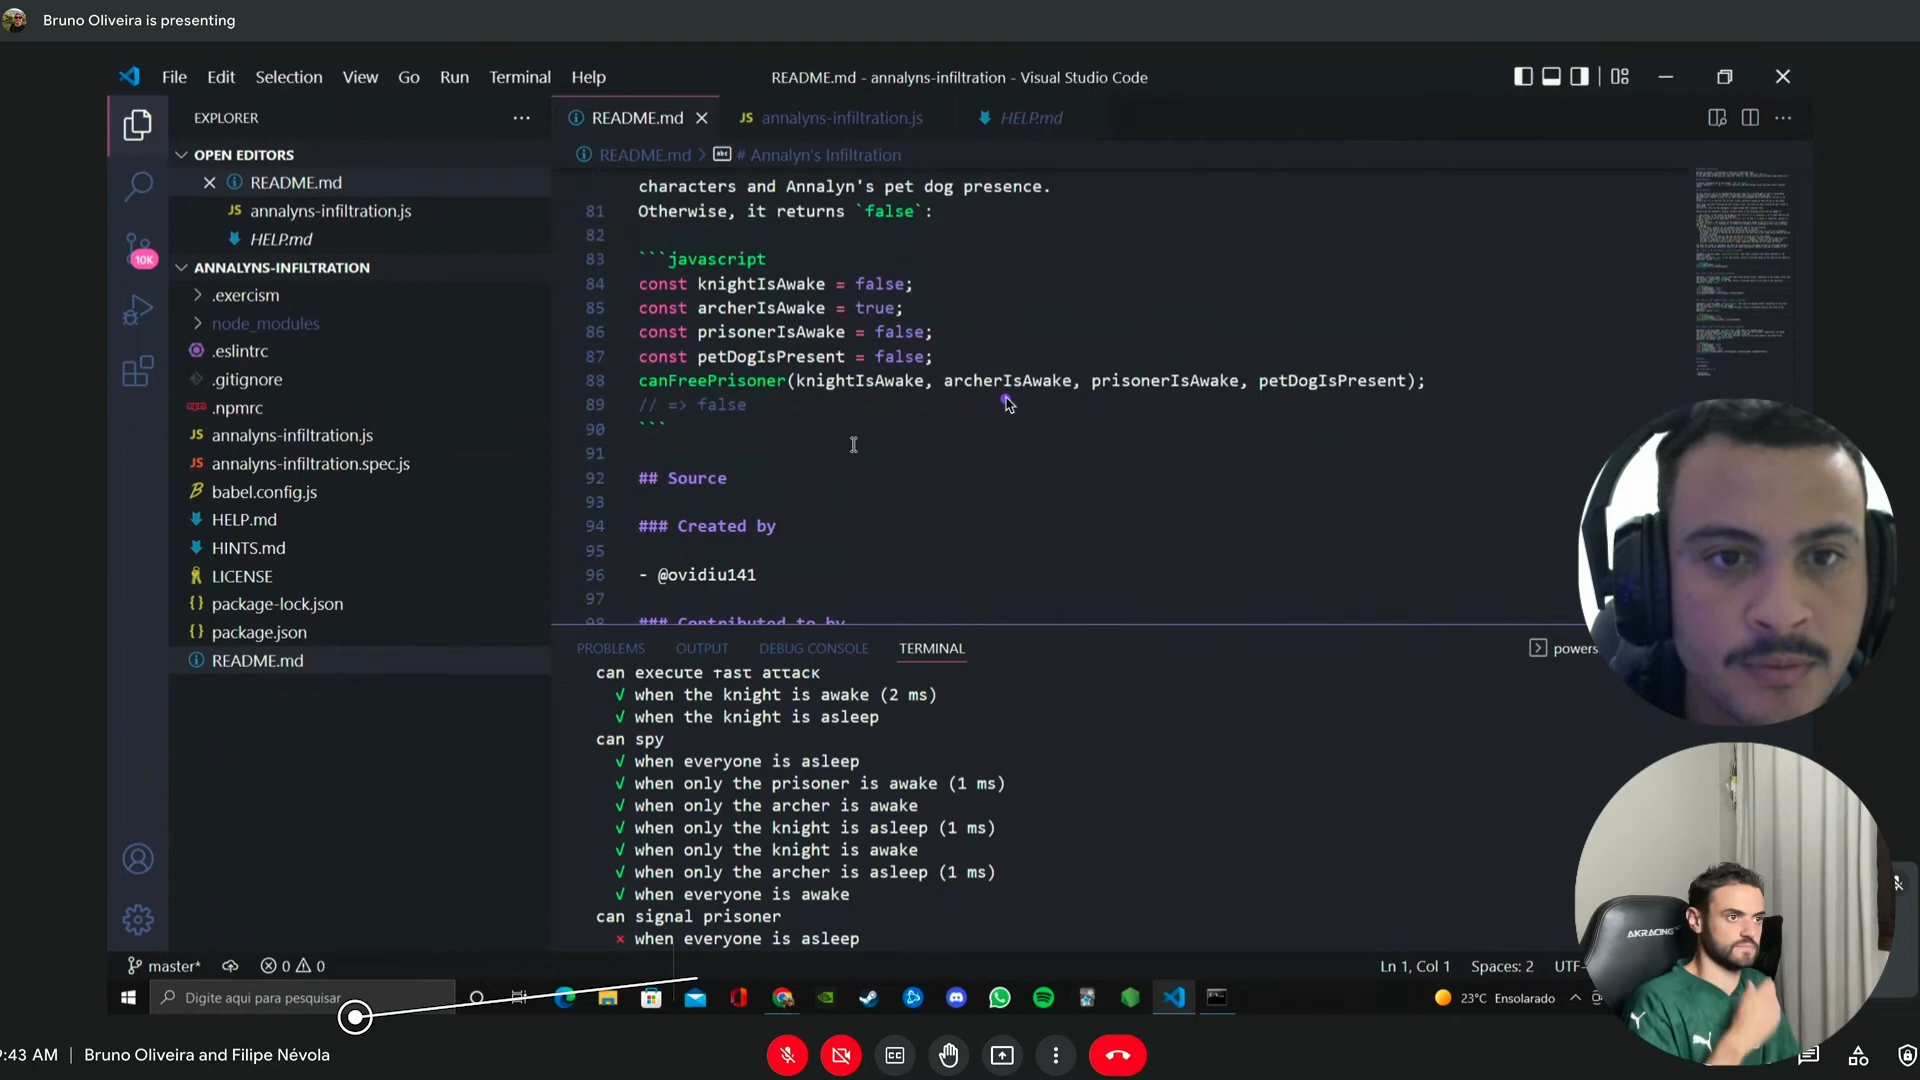 Bruno Oliveira is presenting
File Edit Selection View Go Run Terminal Help
README.md - annalyns-infiltration - Visual Studio Code
EXPLORER
OPEN EDITORS
README.md
annalyns-infiltration.js
HELP.md
10K
ANNALYNS-INFILTRATION
.exercism
node_modules
.eslintrc
.gitignore
.npmrc
annalyns-infiltration.js
annalyns-infiltration.spec.js
babel.config.js
HELP.md
HINTS.md
LICENSE
package-lock.json
package.json
README.md
README.md
JS annalyns-infiltration.js
HELP.md
README.md > # Annalyn's Infiltration
characters and Annalyn's pet dog presence.
81 Otherwise, it returns `false`:
82
83 ```javascript
84 const knightIsAwake = false;
85 const archerIsAwake = true;
86 const prisonerIsAwake = false;
87 const petDogIsPresent = false;
88 canFreePrisoner(knightIsAwake, archerIsAwake, prisonerIsAwake, petDogIsPresent);
89 // => false
90 ```
91
92 ## Source
93
94 ### Created by
95
96 - @ovidiu141
97
98 ### Contributed to by
PROBLEMS OUTPUT DEBUG CONSOLE TERMINAL
powers
can execute fast attack
√ when the knight is awake (2 ms)
√ when the knight is asleep
can spy
√ when everyone is asleep
√ when only the prisoner is awake (1 ms)
√ when only the archer is awake
√ when only the knight is asleep (1 ms)
√ when only the knight is awake
√ when only the archer is asleep (1 ms)
√ when everyone is awake
can signal prisoner
× when everyone is asleep
AKRACING
master* 0 0
Ln 1, Col 1 Spaces: 2 UTF-
Digite aqui para pesquisar
23°C Ensolarado
9:43 AM | Bruno Oliveira and Filipe Névola